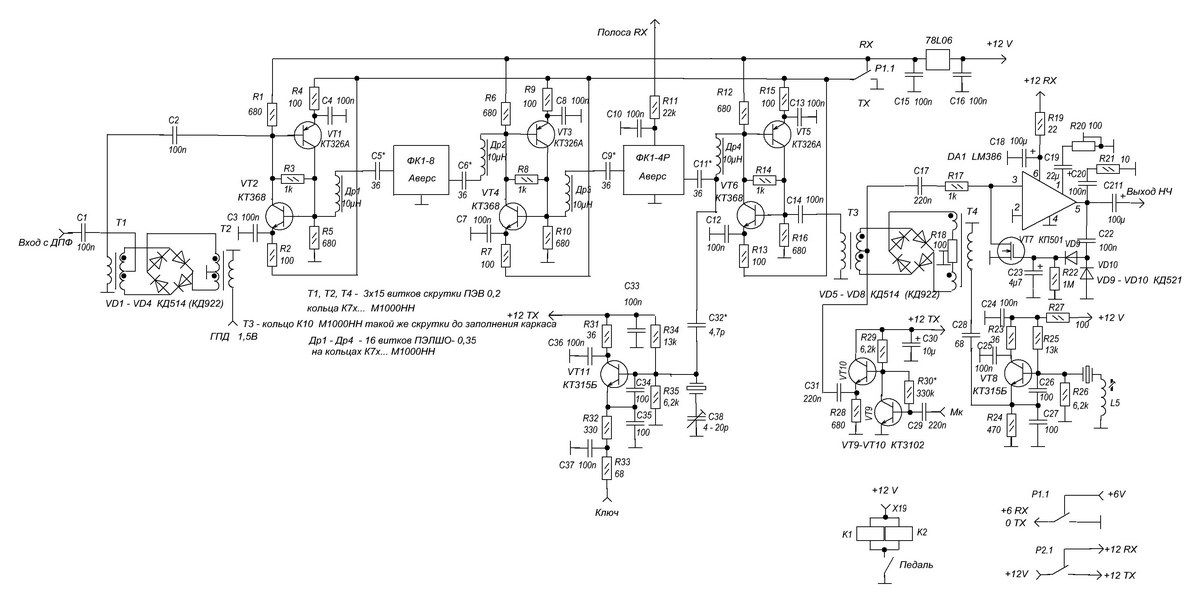 Полоса RX
RX
78L06
+12 V
P1.1
TX
C15 100n
C16 100n
R1
680
R4
100
C4 100n
VT1
КТ326А
C2
100n
R3
1k
VT2
КТ368
C3 100n
R2
100
R5
680
Др1
10μН
C5*
36
ФК1-8
Аверс
C6*
36
R6
680
Др2
10μН
R9
100
C8 100n
VT3
КТ326А
VT4
КТ368
R8
1k
C7
100n
R7
100
R10
680
Др3
10μН
C9*
36
C10 100n
R11
22k
ФК1-4Р
Аверс
C11*
36
R12
680
Др4
10μН
R15
100
C13 100n
VT5
КТ326А
VT6
КТ368
R14
1k
C14 100n
C12
100n
R13
100
R16
680
Вход с ДПФ
C1
100n
T1
T2
VD1 - VD4 КД514 (КД922)
ГПД 1,5В
T3
VD5 - VD8 КД514 (КД922)
R18
100
T4
C17
220n
R17
1k
+12 RX
R19
22
C18 100μ
DA1 LM386
C19
22μ
R20 100
R21 10
C20
100n
C211
100μ
Выход НЧ
3
2
6
1
4
5
VT7 КП501
VD9
C22
100n
VD10
C23
4μ7
R22
1M
VD9 - VD10 КД521
T1, T2, T4 - 3х15 витков скрутки ПЭВ 0,2
кольца К7х... М1000НН
T3 - кольцо К10 М1000НН такой же скрутки до заполнения каркаса
Др1 - Др4 - 16 витков ПЭЛШО- 0,35
на кольцах К7х... М1000НН
+12 TX
C33
100n
R31
36
R34
13k
C36 100n
VT11
КТ315Б
C34
100
C35
100
R35
6,2k
R32
330
C37 100n
R33
68
Ключ
C32*
4,7p
C38
4 - 20p
+12 TX
R29
6,2k
C30
10μ
VT10
R30*
330k
C31
220n
R28
680
VT9
C29 220n
Мк
VT9-VT10 КТ3102
C28
68
C24 100n
R27
100
+12 V
R23
36
R25
13k
C25
100n
VT8
КТ315Б
C26
100
C27
100
R26
6,2k
R24
470
L5
+12 V
X19
K1
K2
Педаль
P1.1
+6V
+6 RX
0 TX
P2.1
+12 RX
+12V
+12 TX